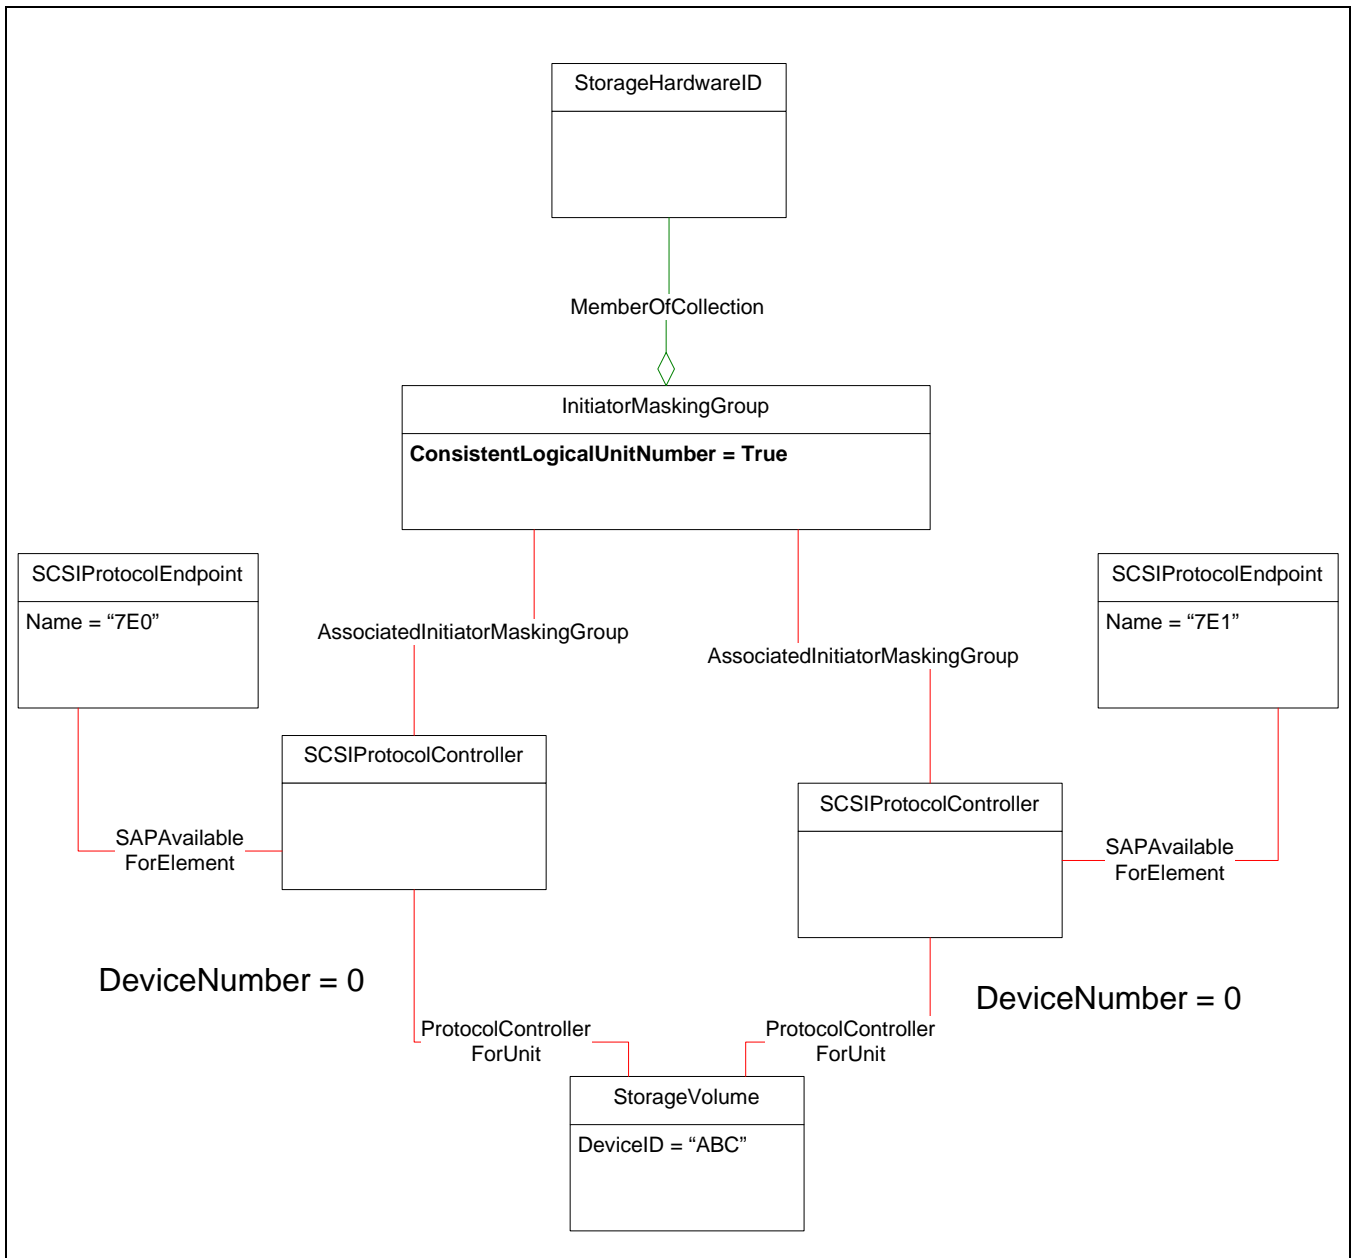 StorageHardwareID
MemberOfCollection
InitiatorMaskingGroup
ConsistentLogicalUnitNumber = True
SCSIProtocolEndpoint
Name = “7E0”
SCSIProtocolEndpoint
Name = “7E1”
AssociatedInitiatorMaskingGroup
AssociatedInitiatorMaskingGroup
SCSIProtocolController
SCSIProtocolController
SAPAvailable
ForElement
SAPAvailable
ForElement
DeviceNumber = 0
DeviceNumber = 0
ProtocolController
ForUnit
ProtocolController
ForUnit
StorageVolume
DeviceID = “ABC”